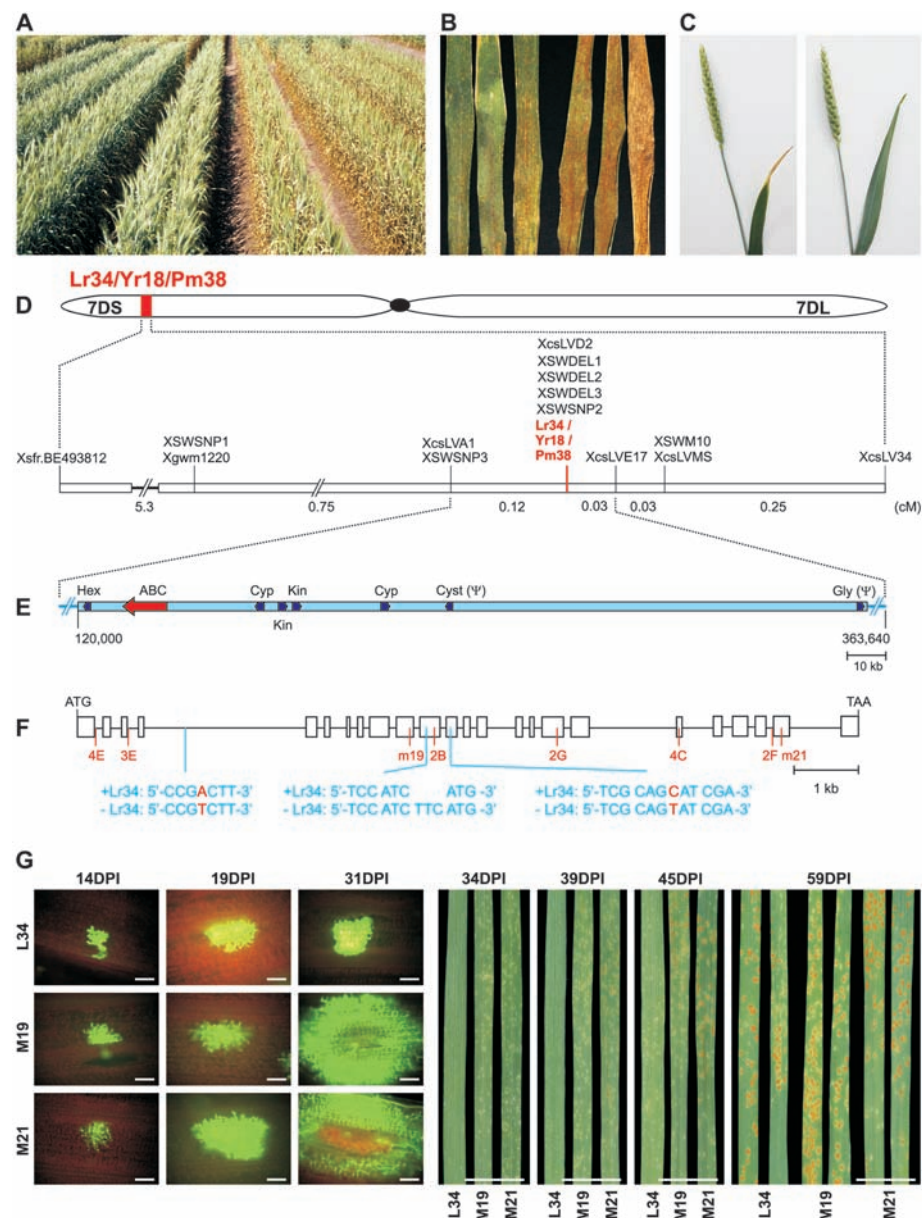 A
B
C
Lr34/Yr18/Pm38
D
7DS
7DL
XcsLVD2
XSWDEL1
XSWDEL2
XSWDEL3
XSWSNP2
Lr34 /
Yr18 /
Pm38
Xsfr.BE493812
XSWSNP1
Xgwm1220
XcsLVA1
XSWSNP3
XcsLVE17
XSWM10
XcsLVMS
XcsLV34
5.3
0.75
0.12
0.03
0.03
0.25
(cM)
E
Hex
ABC
Cyp
Kin
Kin
Cyp
Cyst (Ψ)
Gly (Ψ)
120,000
363,640
10 kb
F
ATG
TAA
4E
3E
m19
2B
2G
4C
2F
m21
1 kb
+Lr34: 5'-CCGACTT-3'
- Lr34: 5'-CCGTCTT-3'
+Lr34: 5'-TCC ATC ATG -3'
- Lr34: 5'-TCC ATC TTC ATG -3'
+Lr34: 5'-TCG CAG CAT CGA-3'
- Lr34: 5'-TCG CAG TAT CGA-3'
G
14DPI
19DPI
31DPI
34DPI
39DPI
45DPI
59DPI
L34
M19
M21
L34
M19
M21
L34
M19
M21
L34
M19
M21
L34
M19
M21